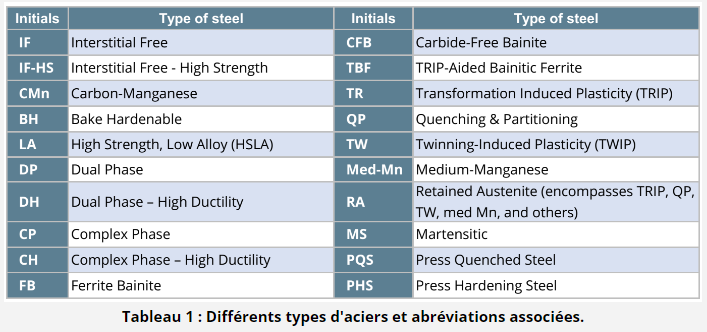 Initials Type of steel Initials Type of steel
IF Interstitial Free CFB Carbide-Free Bainite
IF-HS Interstitial Free - High Strength TBF TRIP-Aided Bainitic Ferrite
CMn Carbon-Manganese TR Transformation Induced Plasticity (TRIP)
BH Bake Hardenable QP Quenching & Partitioning
LA High Strength, Low Alloy (HSLA) TW Twinning-Induced Plasticity (TWIP)
DP Dual Phase Med-Mn Medium-Manganese
DH Dual Phase – High Ductility RA Retained Austenite (encompasses TRIP, QP,
TW, med Mn, and others)
CP Complex Phase MS Martensitic
CH Complex Phase – High Ductility PQS Press Quenched Steel
FB Ferrite Bainite PHS Press Hardening Steel
Tableau 1 : Différents types d'aciers et abréviations associées.